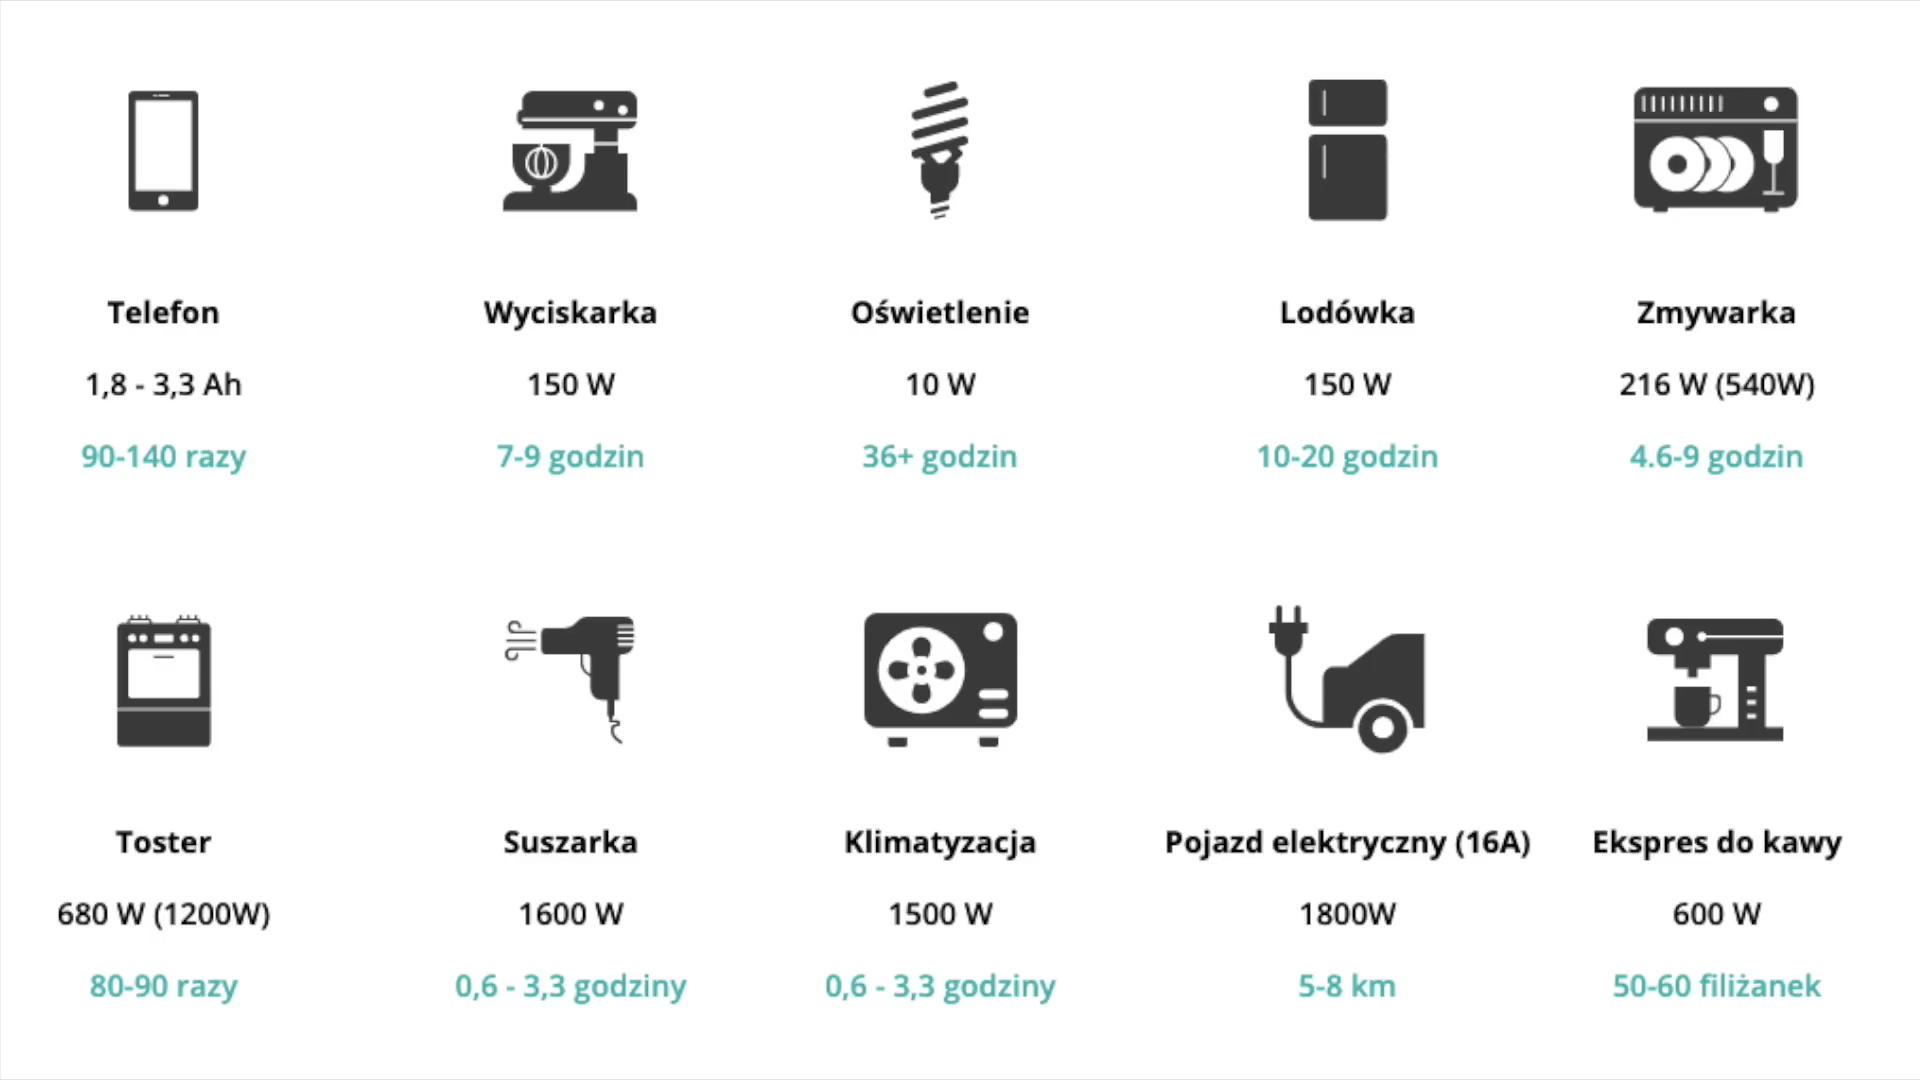 Telefon
1,8 - 3,3 Ah
90-140 razy
Wyciskarka
150 W
7-9 godzin
Oświetlenie
10 W
36+ godzin
Lodówka
150 W
10-20 godzin
Zmywarka
216 W (540W)
4.6-9 godzin
Toster
680 W (1200W)
80-90 razy
Suszarka
1600 W
0,6 - 3,3 godziny
Klimatyzacja
1500 W
0,6 - 3,3 godziny
Pojazd elektryczny (16A)
1800W
5-8 km
Ekspres do kawy
600 W
50-60 filiżanek